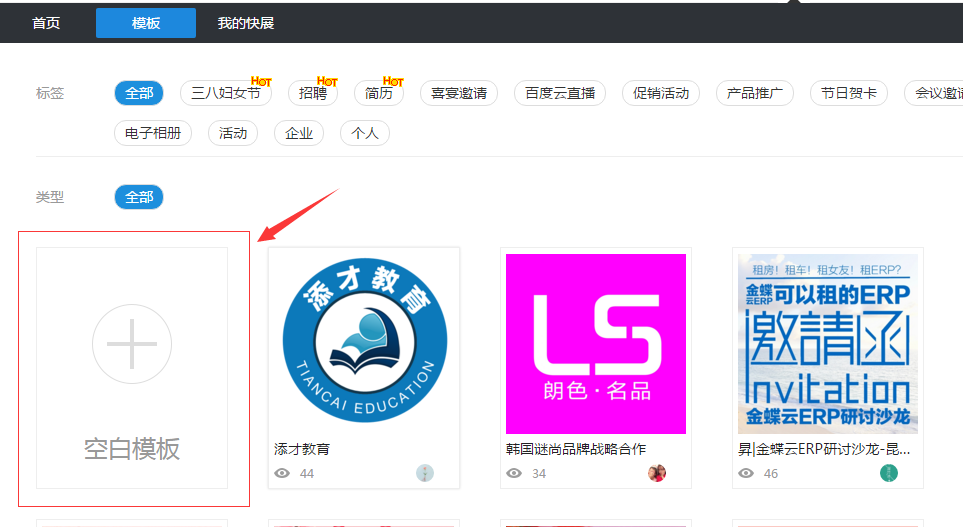 首页 模板 我的快展
标签 全部 三八妇女节 HOT 招聘 HOT 简历 HOT 喜宴邀请 百度云直播 促销活动 产品推广 节日贺卡 会议邀请
电子相册 活动 企业 个人
类型 全部
空白模板
添才教育
TIANCAI EDUCATION
添才教育
44
LS
朗色·名品
韩国谜尚品牌战略合作
34
租房！租车！租女友！租ERP？
金蝶云ERP 可以租的ERP
邀請函
Invitation
金蝶云ERP研讨沙龙
昇|金蝶云ERP研讨沙龙-昆...
46